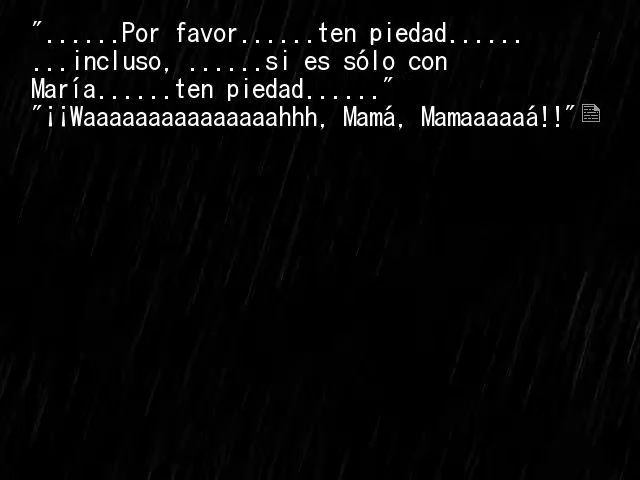 "......Por favor......ten piedad......
...incluso, ......si es sólo con
María......ten piedad......"
"¡¡Waaaaaaaaaaaaaaahhh, Mamá, Mamaaaaaá!!"